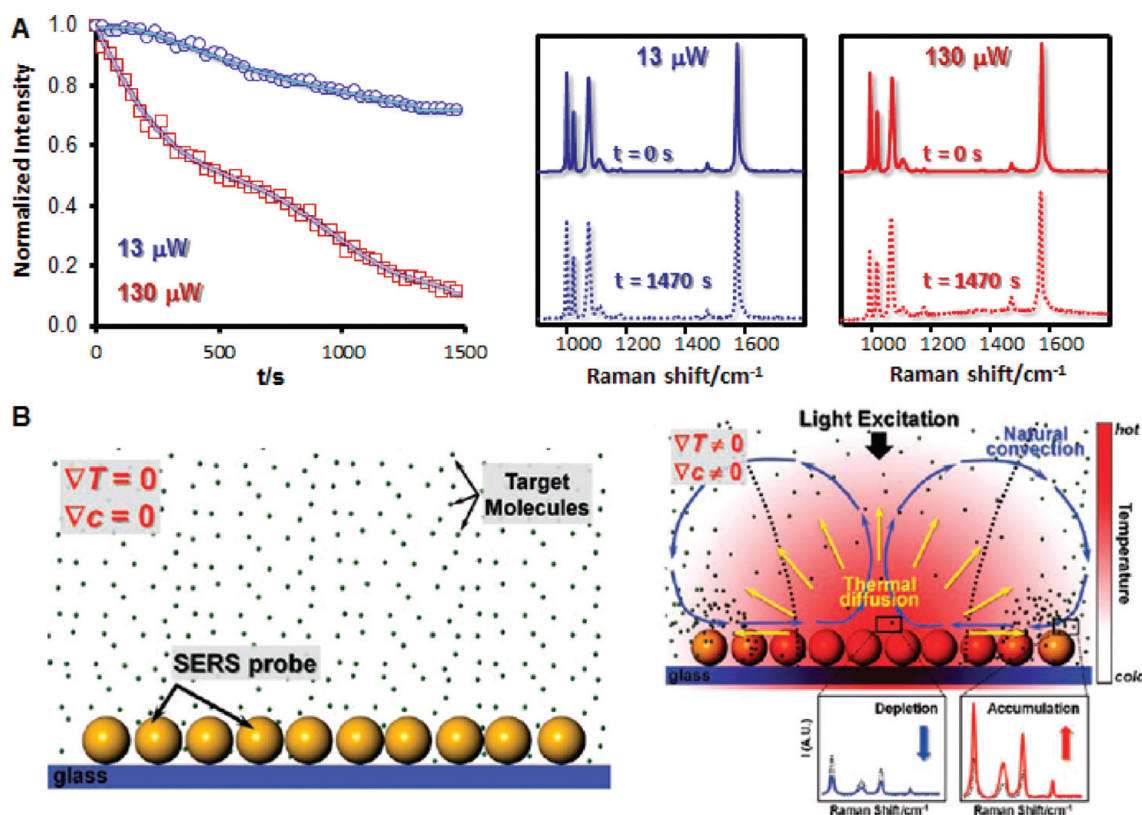 A
Normalized Intensity
1.0
0.8
0.6
0.4
0.2
0.0
13 μW
130 μW
0
500
1000
1500
t/s
13 μW
t = 0 s
t = 1470 s
1000 1200 1400 1600
Raman shift/cm-1
130 μW
t = 0 s
t = 1470 s
1000 1200 1400 1600
Raman shift/cm-1
B
∇T = 0
∇c = 0
Target
Molecules
SERS probe
glass
Light Excitation
∇T ≠ 0
∇c ≠ 0
Natural
convection
Thermal
diffusion
glass
hot
Temperature
cold
Depletion
I (A.U.)
Raman Shift/cm-1
Accumulation
Raman Shift/cm-1